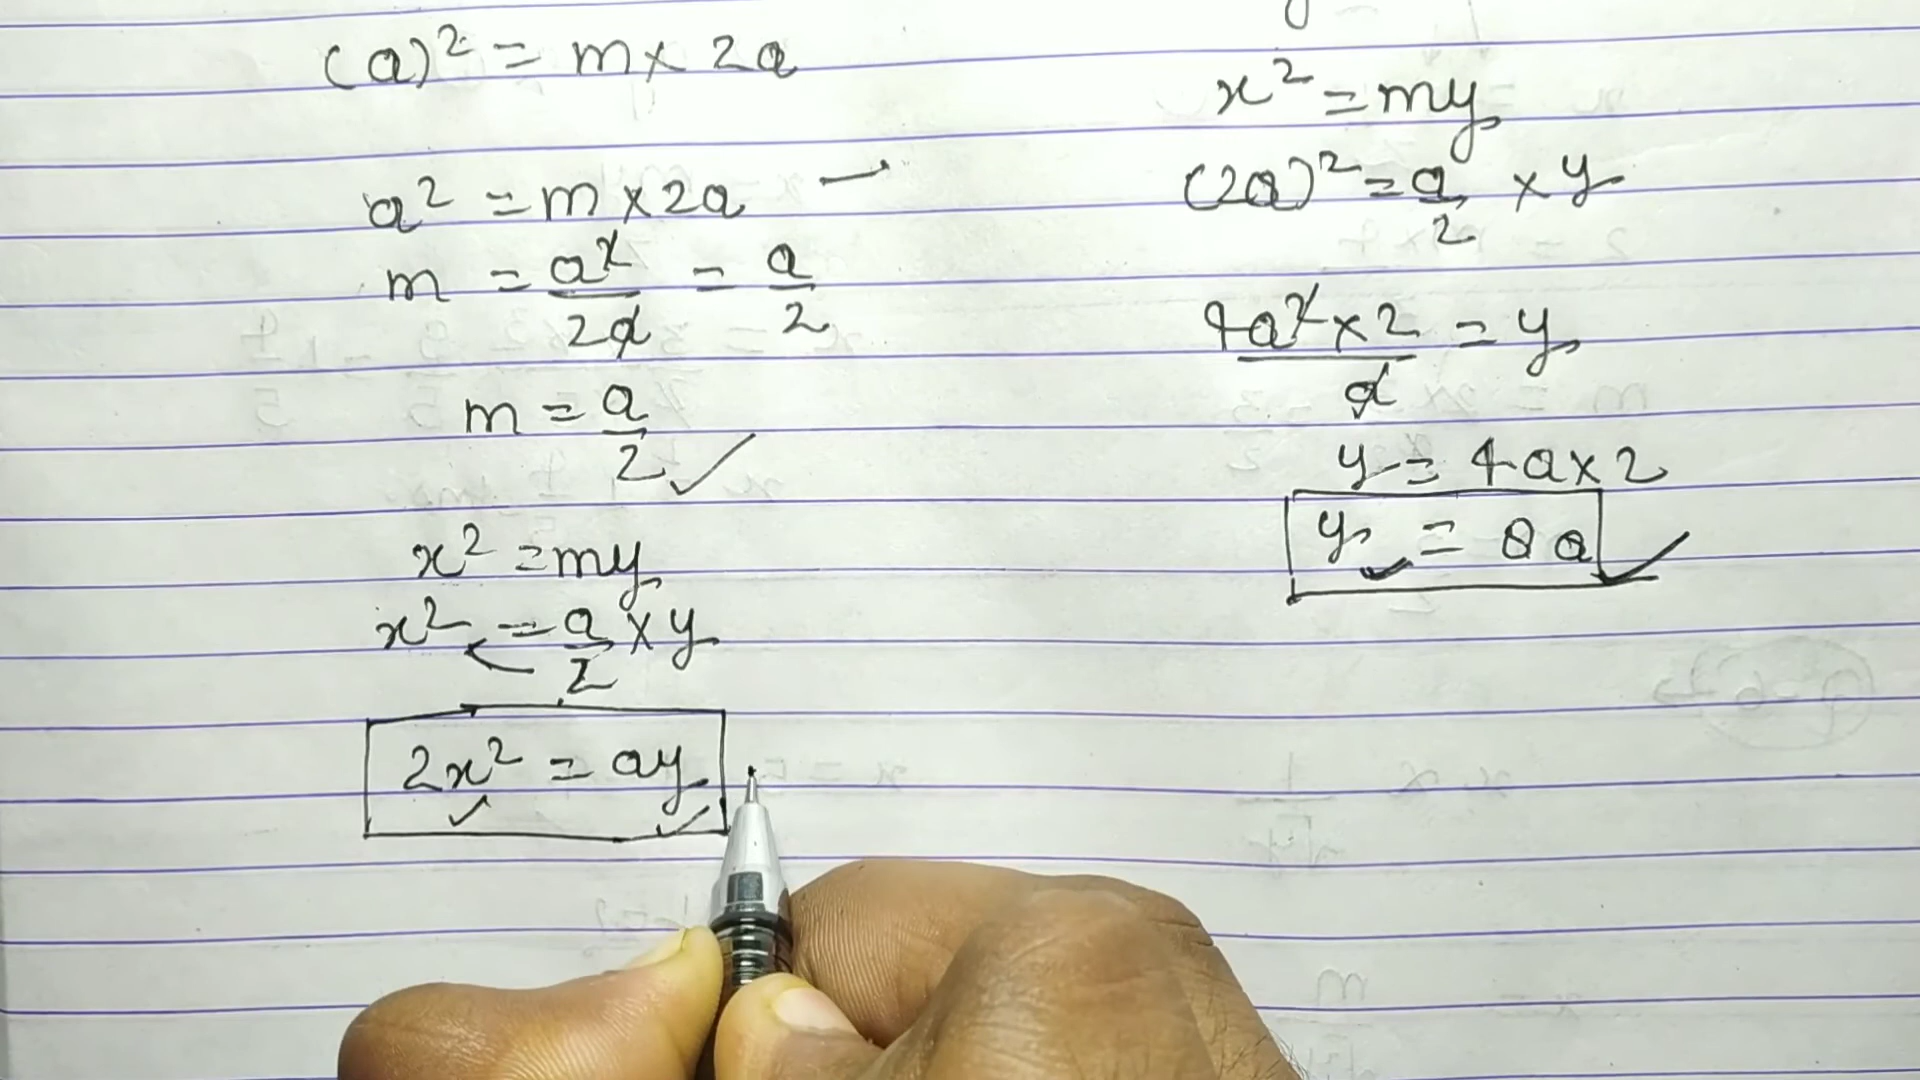 (a)² = m × 2a
a² = m × 2a
m = a²/2a = a/2
m = a/2 ✓
x² = my
x² = a/2 × y
2x² = ay
x² = my
(2a)² = a/2 × y
4a² × 2/a = y
y = 4a × 2
y = 8a ✓